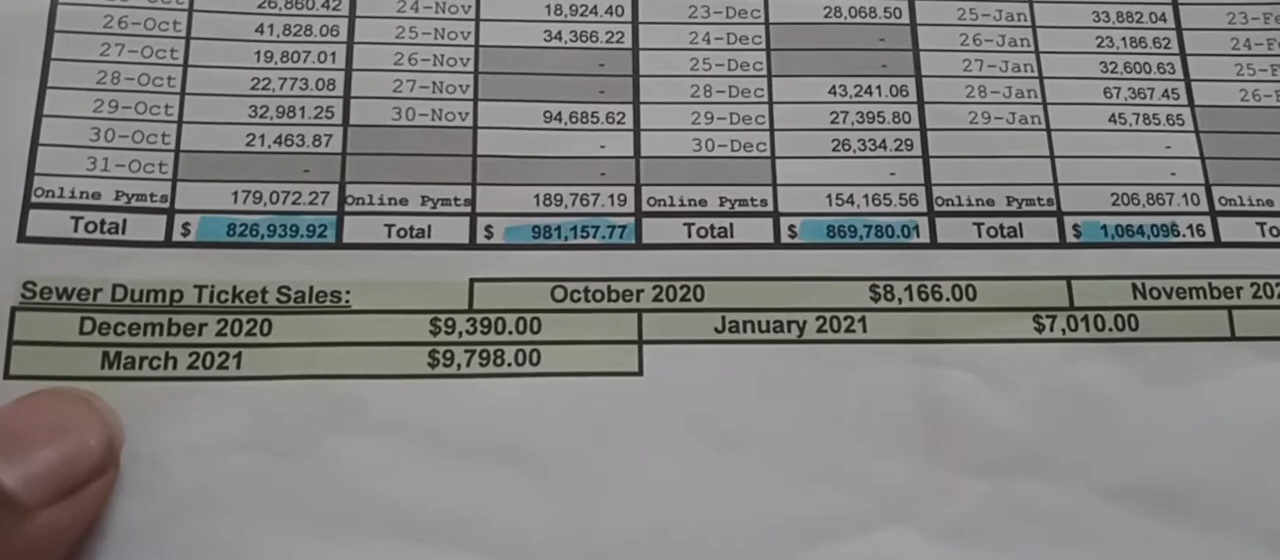 26,860.42 24-Nov 18,924.40 23-Dec 28,068.50 25-Jan 33,882.04
26-Oct 41,828.06 25-Nov 34,366.22 24-Dec - 26-Jan 23,186.62
27-Oct 19,807.01 26-Nov - 25-Dec - 27-Jan 32,600.63
28-Oct 22,773.08 27-Nov - 28-Dec 43,241.06 28-Jan 67,367.45
29-Oct 32,981.25 30-Nov 94,685.62 29-Dec 27,395.80 29-Jan 45,785.65
30-Oct 21,463.87 - 30-Dec 26,334.29 -
31-Oct - - - -
Online Pymts 179,072.27 Online Pymts 189,767.19 Online Pymts 154,165.56 Online Pymts 206,867.10 Online
Total $ 826,939.92 Total $ 981,157.77 Total $ 869,780.01 Total $ 1,064,096.16 To
Sewer Dump Ticket Sales: October 2020 $8,166.00 November 202
December 2020 $9,390.00 January 2021 $7,010.00
March 2021 $9,798.00